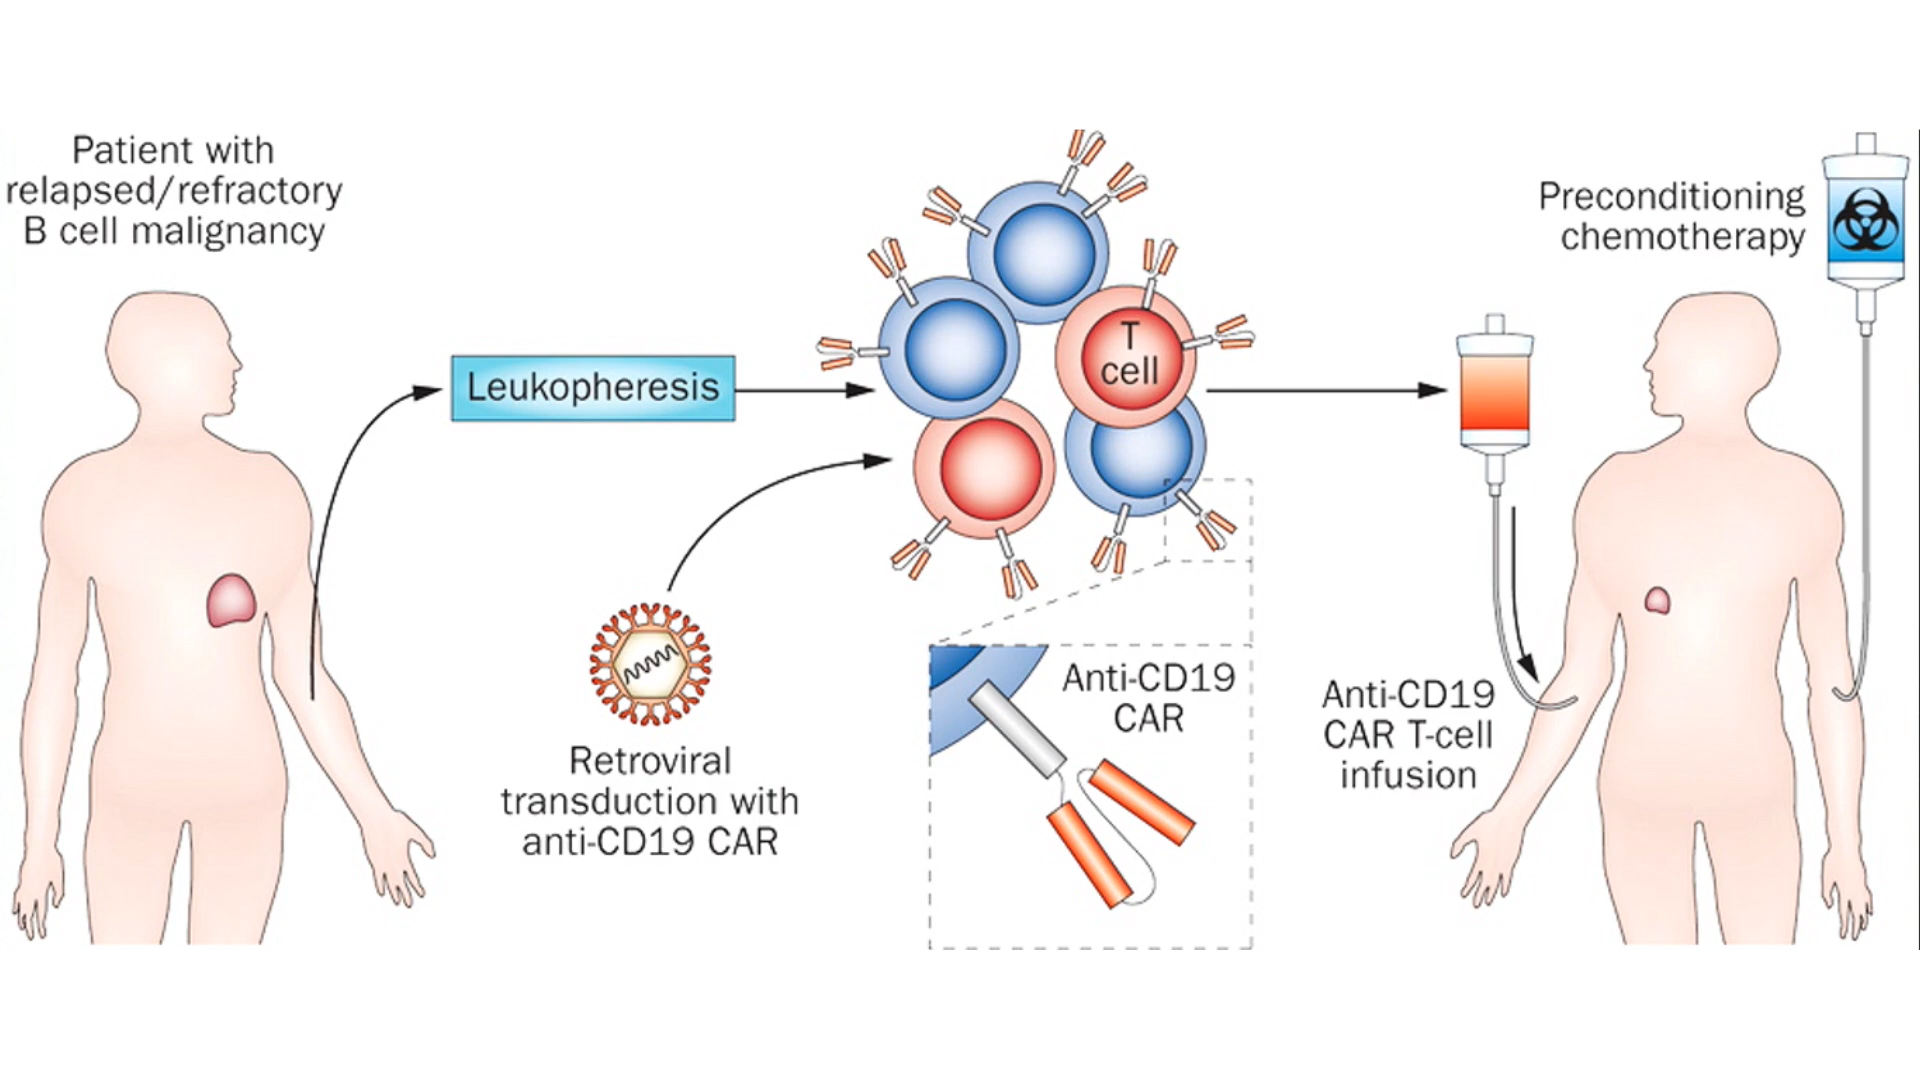 Patient with
relapsed/refractory
B cell malignancy
Leukopheresis
Retroviral
transduction with
anti-CD19 CAR
T
cell
Anti-CD19
CAR
Preconditioning
chemotherapy
Anti-CD19
CAR T-cell
infusion